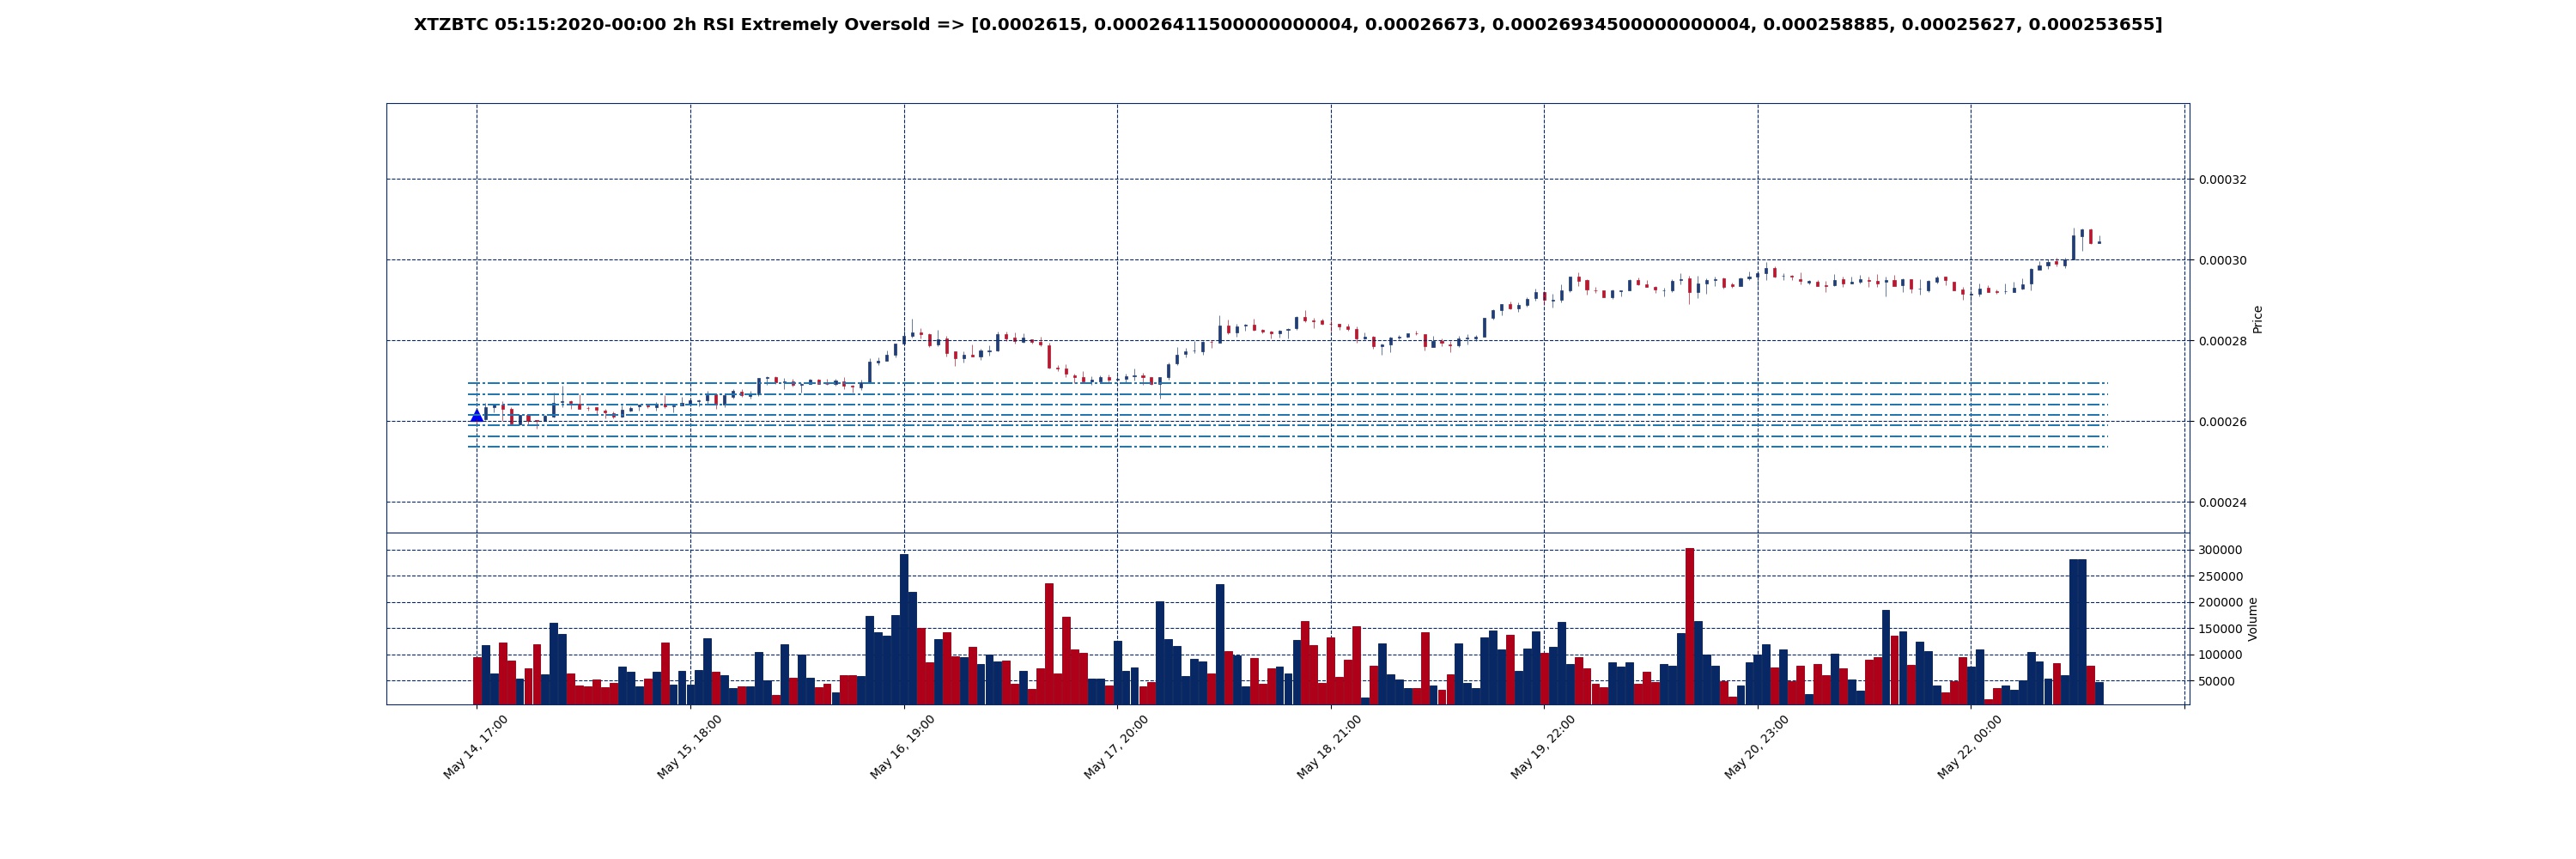 XTZBTC 05:15:2020-00:00 2h RSI Extremely Oversold => [0.0002615, 0.00026411500000000004, 0.00026673, 0.00026934500000000004, 0.000258885, 0.00025627, 0.000253655]
0.00032
0.00030
Price
0.00028
0.00026
0.00024
300000
250000
200000
Volume
150000
100000
50000
May 14, 17:00
May 15, 18:00
May 16, 19:00
May 17, 20:00
May 18, 21:00
May 19, 22:00
May 20, 23:00
May 22, 00:00